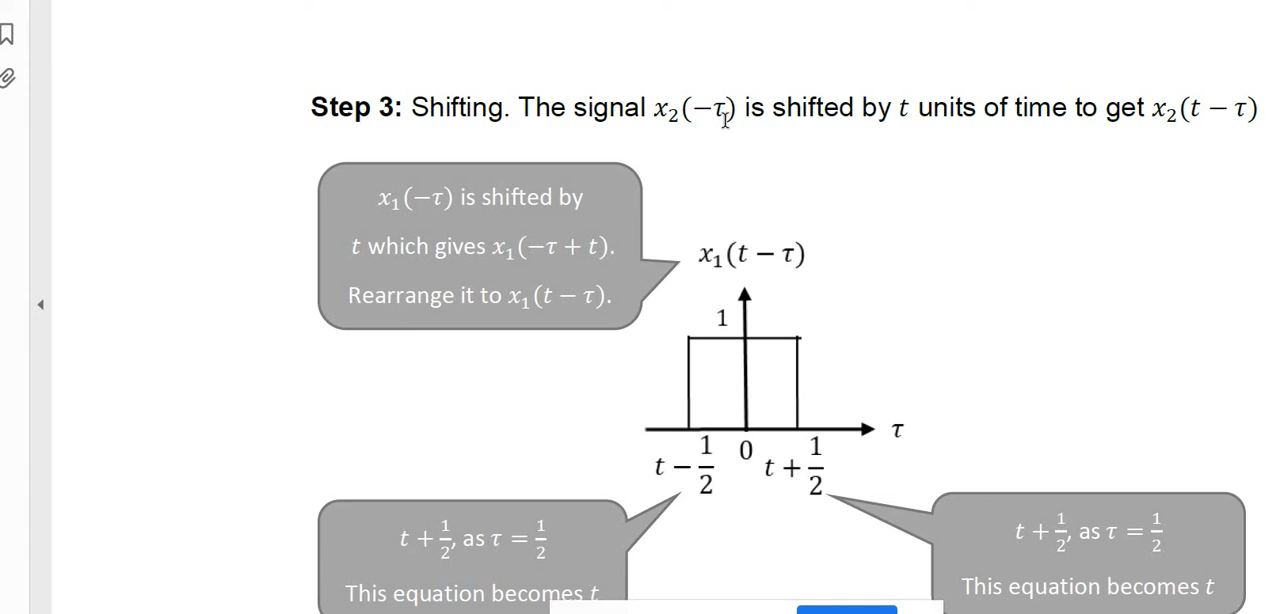 Step 3: Shifting. The signal x₂(−τ) is shifted by t units of time to get x₂(t − τ)
x₁(−τ) is shifted by
t which gives x₁(−τ + t).
Rearrange it to x₁(t − τ).
x₁(t − τ)
1
τ
t − 1/2
0
t + 1/2
t + 1/2, as τ = 1/2
This equation becomes t
t + 1/2, as τ = 1/2
This equation becomes t